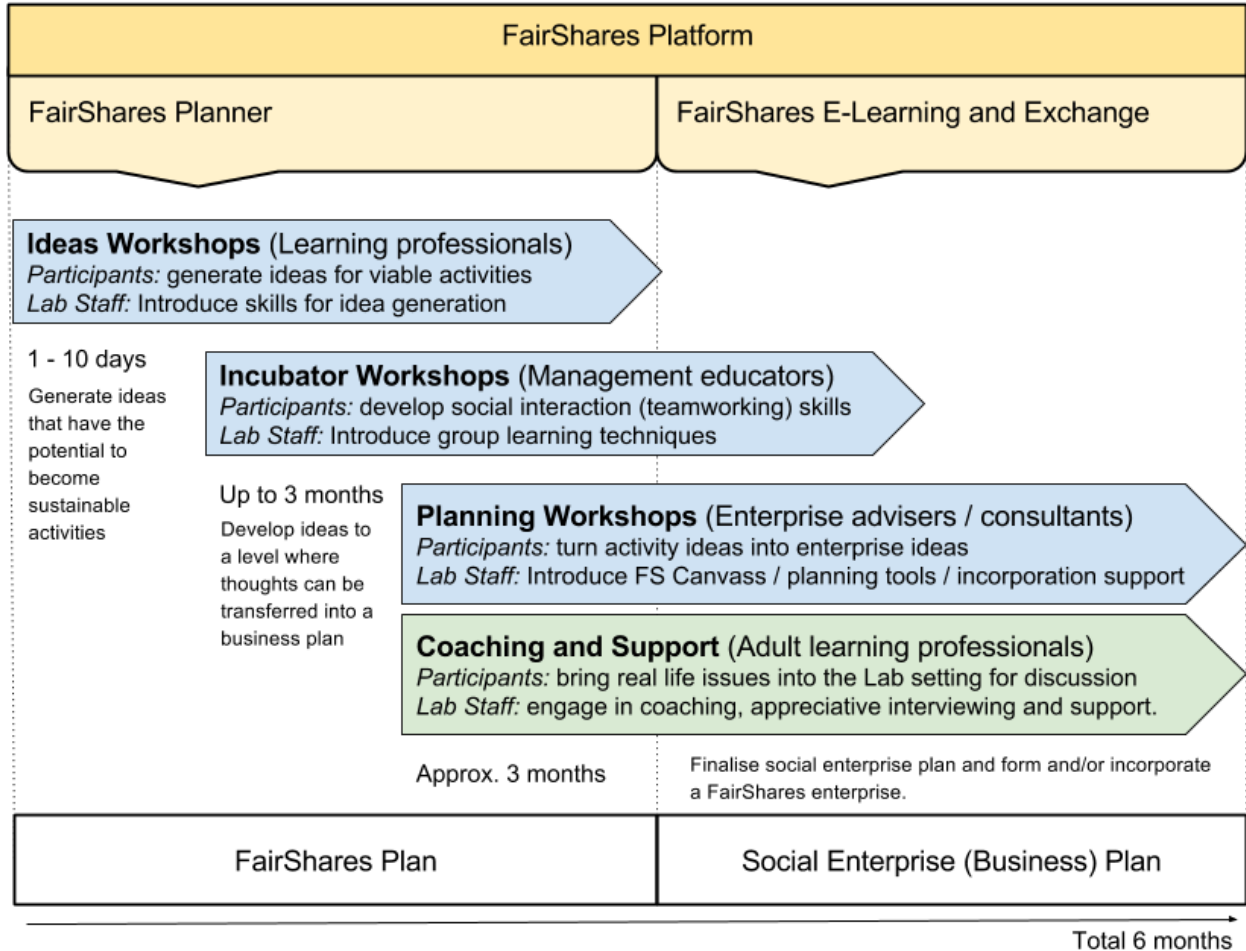 FairShares Platform
FairShares Planner
FairShares E-Learning and Exchange
Ideas Workshops (Learning professionals)
Participants: generate ideas for viable activities
Lab Staff: Introduce skills for idea generation
1 - 10 days
Generate ideas
that have the
potential to
become
sustainable
activities
Incubator Workshops (Management educators)
Participants: develop social interaction (teamworking) skills
Lab Staff: Introduce group learning techniques
Up to 3 months
Develop ideas to
a level where
thoughts can be
transferred into a
business plan
Planning Workshops (Enterprise advisers / consultants)
Participants: turn activity ideas into enterprise ideas
Lab Staff: Introduce FS Canvass / planning tools / incorporation support
Coaching and Support (Adult learning professionals)
Participants: bring real life issues into the Lab setting for discussion
Lab Staff: engage in coaching, appreciative interviewing and support.
Approx. 3 months
Finalise social enterprise plan and form and/or incorporate
a FairShares enterprise.
FairShares Plan
Social Enterprise (Business) Plan
Total 6 months